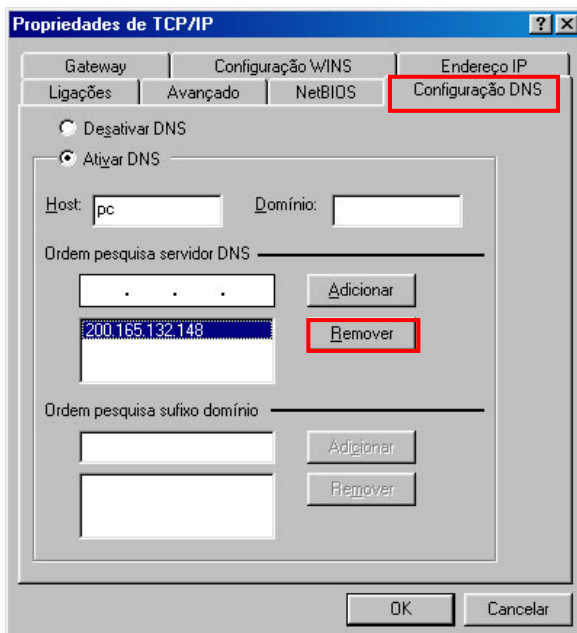 Propriedades de TCP/IP
Gateway Configuração WINS Endereço IP
Ligações Avançado NetBIOS Configuração DNS
Desativar DNS
Ativar DNS
Host: pc Domínio:
Ordem pesquisa servidor DNS
. . . Adicionar
200.165.132.148 Remover
Ordem pesquisa sufixo domínio
Adicionar
Remover
OK Cancelar